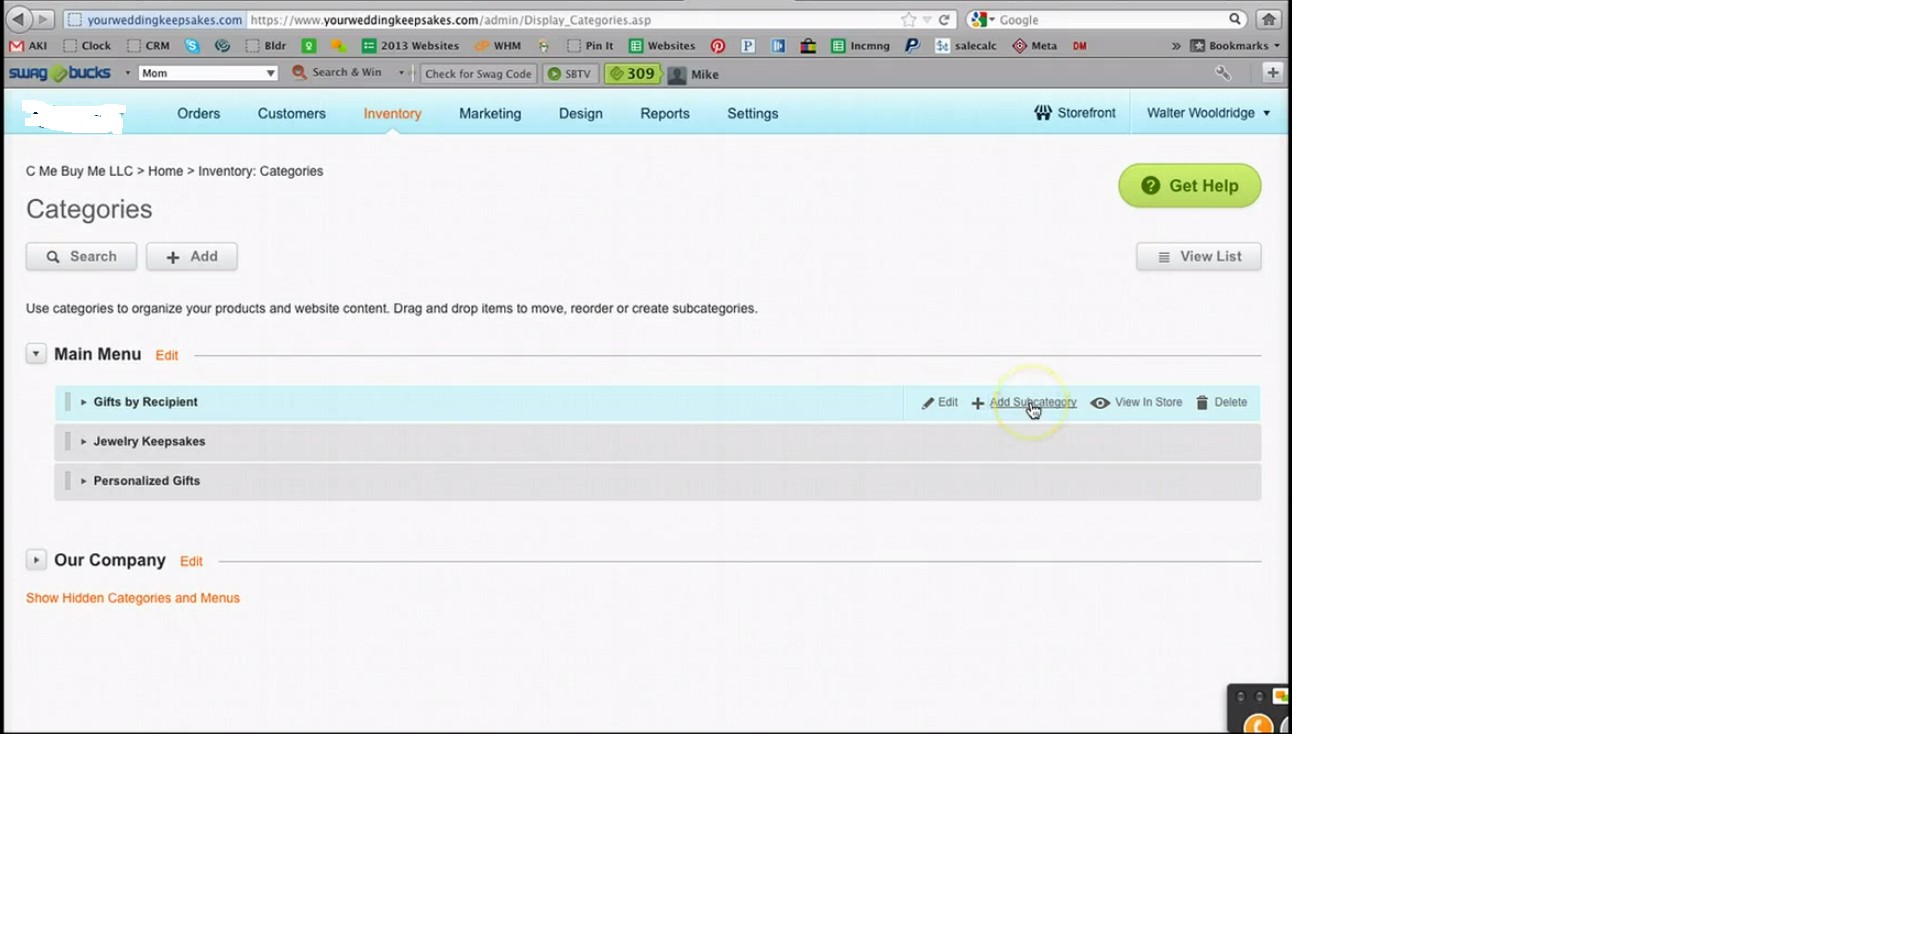 yourweddingkeepsakes.com https://www.yourweddingkeepsakes.com/admin/Display_Categories.asp Google
AKI Clock CRM Bldr 2013 Websites WHM Pin It Websites Incmng salecalc Meta DM » Bookmarks
swagbucks Mom Search & Win Check for Swag Code SBTV 309 Mike
Orders Customers Inventory Marketing Design Reports Settings Storefront Walter Wooldridge
C Me Buy Me LLC > Home > Inventory: Categories
Get Help
Categories
Search + Add View List
Use categories to organize your products and website content. Drag and drop items to move, reorder or create subcategories.
Main Menu Edit
Gifts by Recipient Edit + Add Subcategory View In Store Delete
Jewelry Keepsakes
Personalized Gifts
Our Company Edit
Show Hidden Categories and Menus